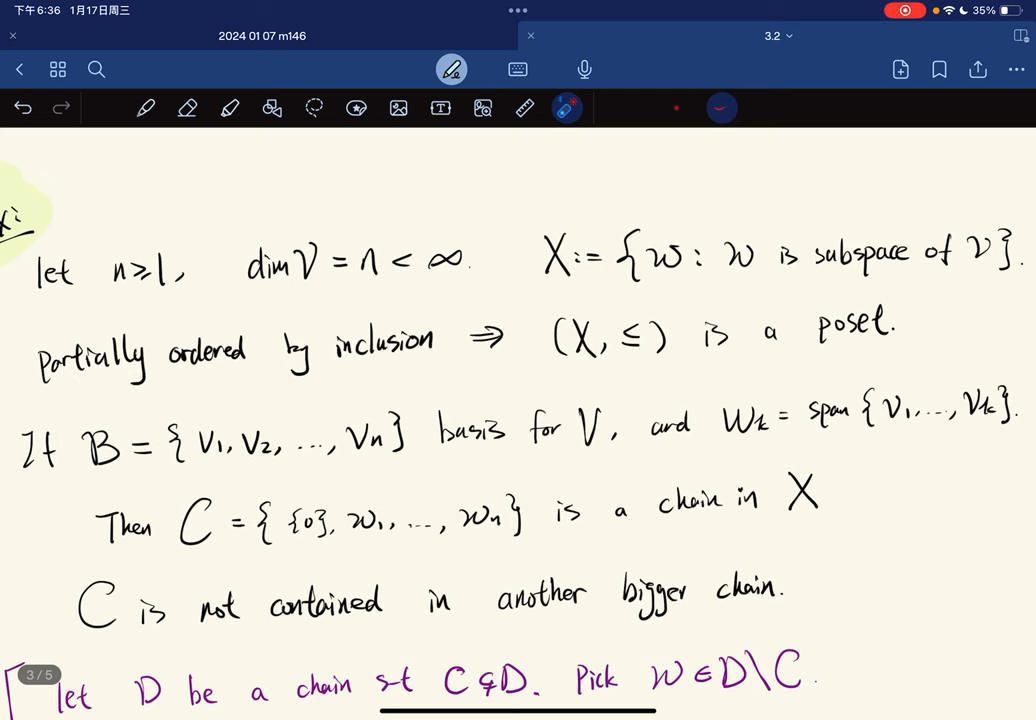 下午6:36 1月17日周三
35%
2024 01 07 m146
3.2
let n≥1, dim V = n < ∞. X := {W : W is subspace of V}.
partially ordered by inclusion ⇒ (X, ≤) is a poset.
If B = {v₁, v₂, ..., vₙ} basis for V, and Wₖ = span {v₁, ..., vₖ}.
Then C = { {0}, W₁, ..., Wₙ} is a chain in X
C is not contained in another bigger chain.
3/5
let D be a chain st C ⊊ D. Pick W ∈ D\C.